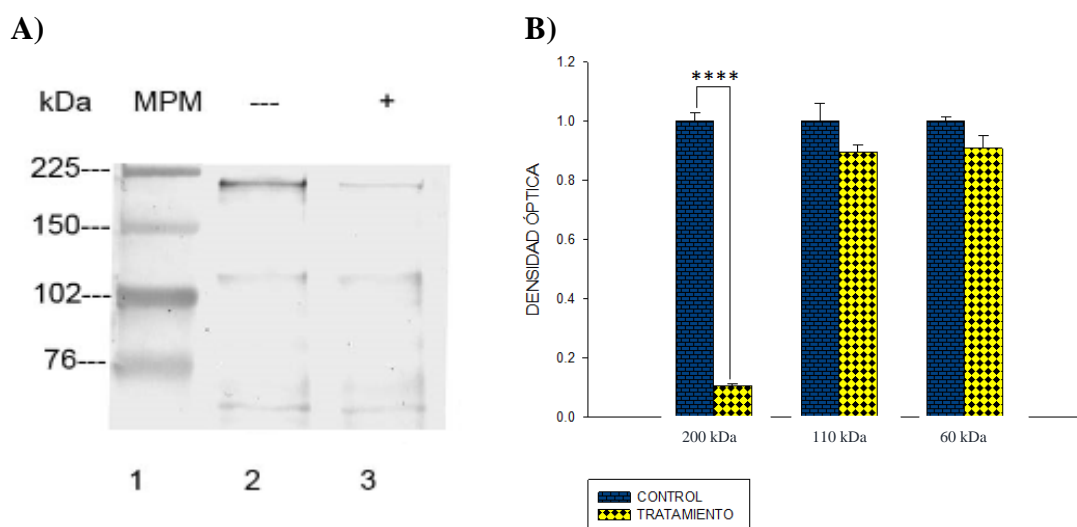 A)
kDa MPM --- +
225---
150---
102---
76---
1 2 3
B)
DENSIDAD ÓPTICA
1.2
1.0
0.8
0.6
0.4
0.2
0.0
****
200 kDa 110 kDa 60 kDa
CONTROL
TRATAMIENTO